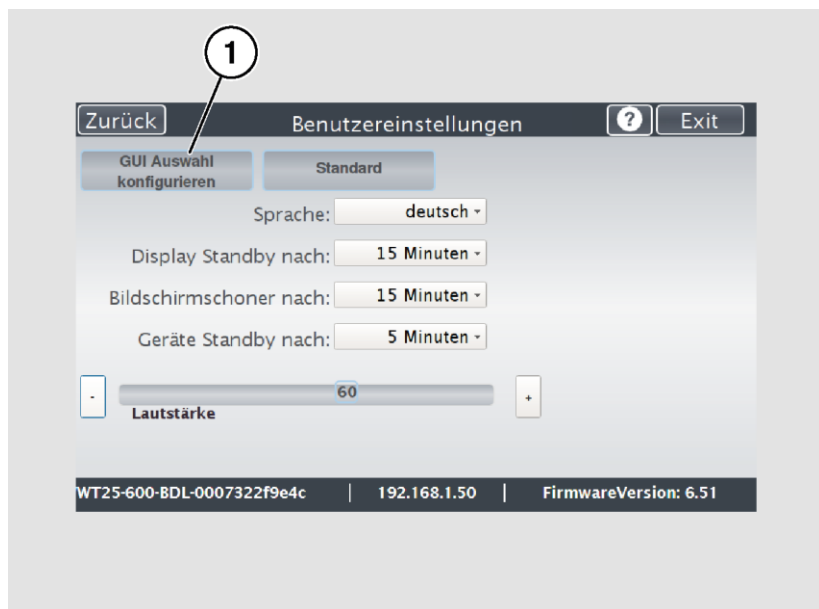 1
Zurück Benutzereinstellungen ? Exit
GUI Auswahl
konfigurieren
Standard
Sprache: deutsch
Display Standby nach: 15 Minuten
Bildschirmschoner nach: 15 Minuten
Geräte Standby nach: 5 Minuten
- 60 +
Lautstärke
WT25-600-BDL-0007322f9e4c | 192.168.1.50 | FirmwareVersion: 6.51